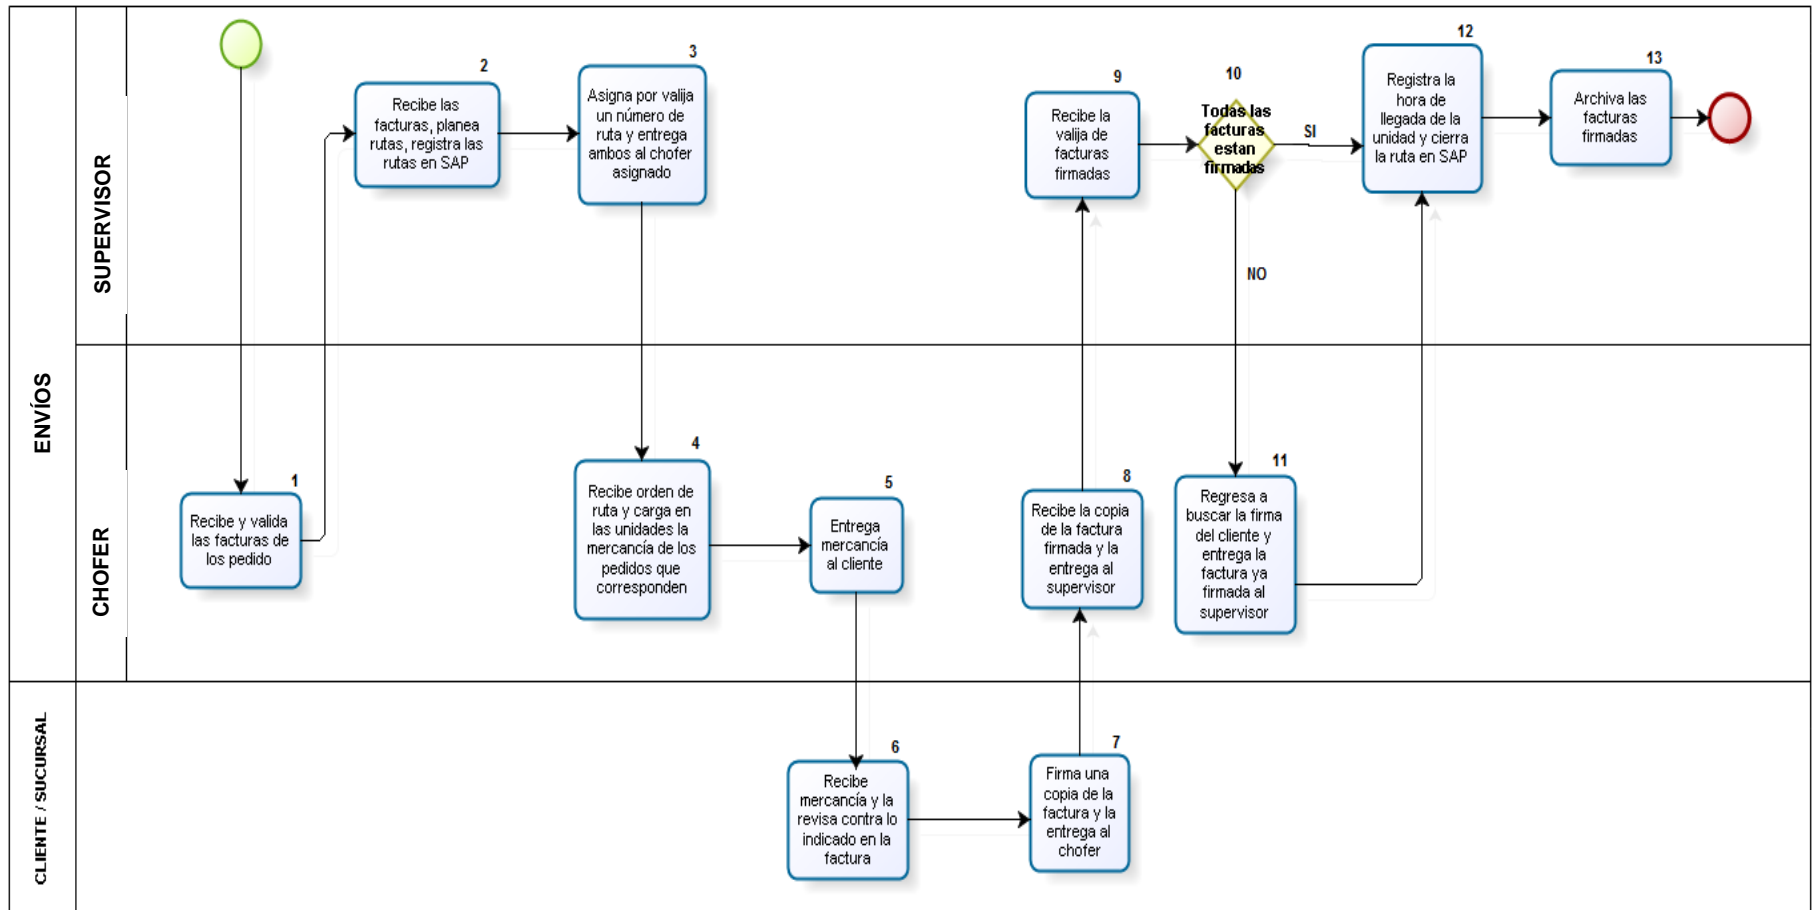 ENVÍOS
SUPERVISOR
CHOFER
CLIENTE / SUCURSAL
1
Recibe y valida
las facturas de
los pedido
2
Recibe las
facturas, planea
rutas, registra las
rutas en SAP
3
Asigna por valija
un número de
ruta y entrega
ambos al chofer
asignado
4
Recibe orden de
ruta y carga en
las unidades la
mercancía de los
pedidos que
corresponden
5
Entrega
mercancía
al cliente
6
Recibe
mercancía y la
revisa contra lo
indicado en la
factura
7
Firma una
copia de la
factura y la
entrega al
chofer
8
Recibe la copia
de la factura
firmada y la
entrega al
supervisor
9
Recibe la
valija de
facturas
firmadas
10
Todas las
facturas
estan
firmadas
SI
NO
11
Regresa a
buscar la firma
del cliente y
entrega la
factura ya
firmada al
supervisor
12
Registra la
hora de
llegada de la
unidad y cierra
la ruta en SAP
13
Archiva las
facturas
firmadas